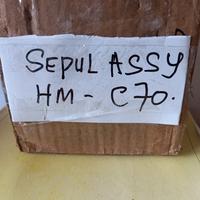 SEPUL ASSY
HM - C70.